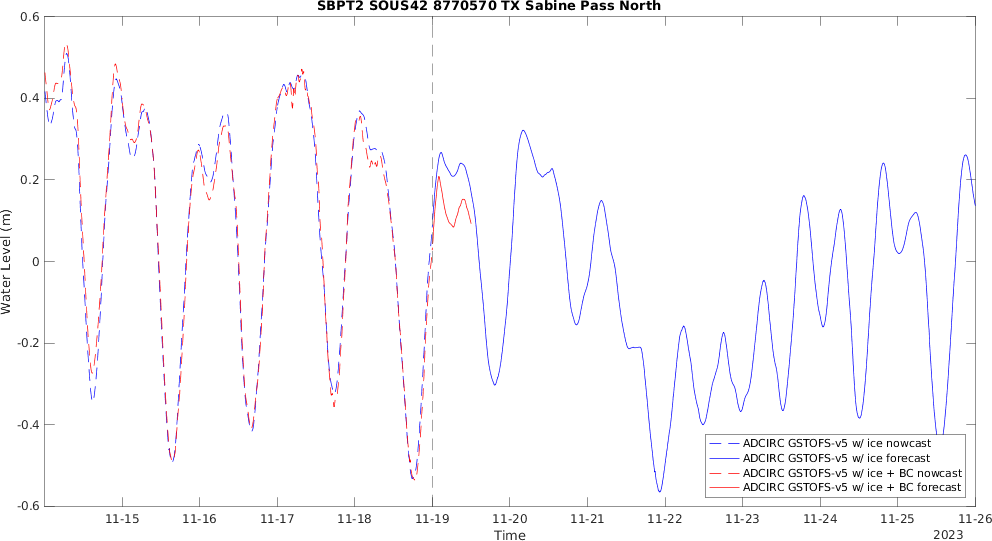 SBPT2 SOUS42 8770570 TX Sabine Pass North
0.6
0.4
0.2
0
-0.2
-0.4
-0.6
Water Level (m)
11-15
11-16
11-17
11-18
11-19
11-20
11-21
11-22
11-23
11-24
11-25
11-26
Time
2023
ADCIRC GSTOFS-v5 w/ ice nowcast
ADCIRC GSTOFS-v5 w/ ice forecast
ADCIRC GSTOFS-v5 w/ ice + BC nowcast
ADCIRC GSTOFS-v5 w/ ice + BC forecast